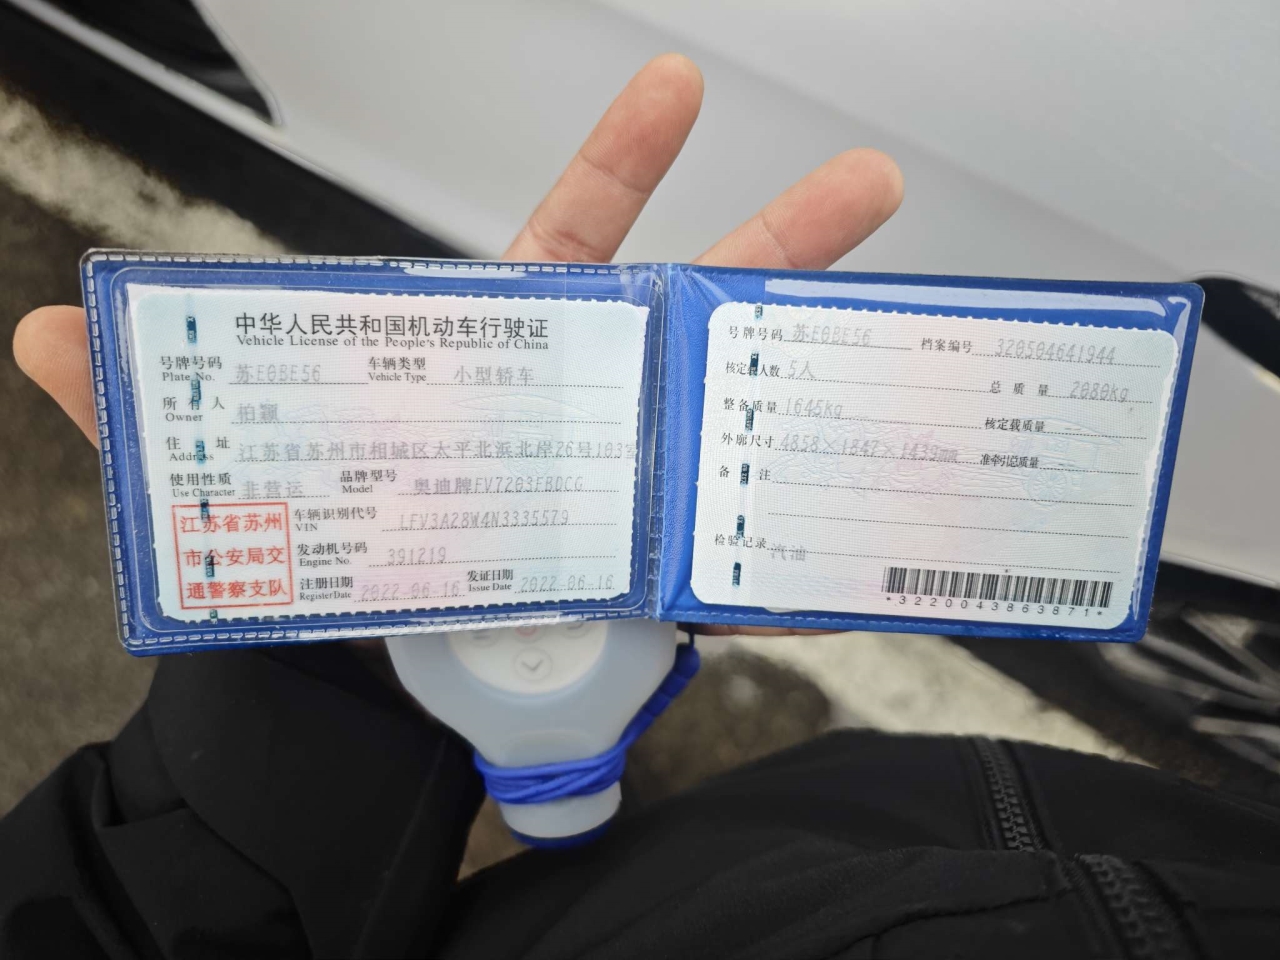 中华人民共和国机动车行驶证
Vehicle License of the People's Republic of China
号牌号码 Plate No. 苏E0BE56 车辆类型 Vehicle Type 小型轿车
所有人 Owner 柏颢
住址 Address 江苏省苏州市相城区太平北浜北岸26号103室
使用性质 Use Character 非营运 品牌型号 Model 奥迪牌FV7203FBDCG
江苏省苏州
市公安局交
通警察支队
车辆识别代号 VIN LFV3A28W4N3335579
发动机号码 Engine No. 391219
注册日期 Register Date 2022-06-16 发证日期 Issue Date 2022-06-16
号牌号码 苏E0BE56 档案编号 320504641944
核定载人数 5人 总质量 2080kg
整备质量 1645kg 核定载质量 --
外廓尺寸 4858×1847×1439mm 准牵引总质量 --
备注
检验记录 汽油
*3220043863871*